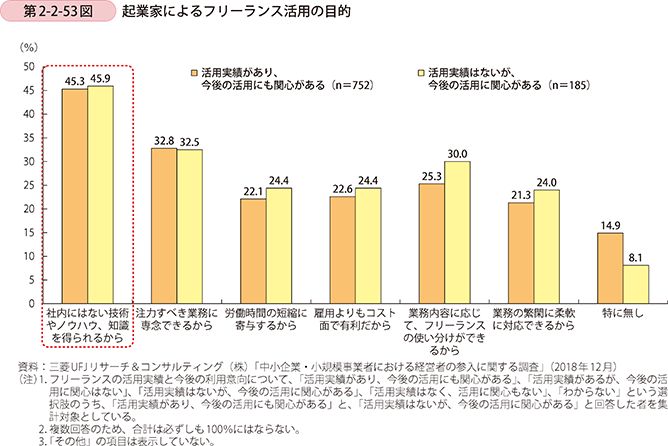 第2-2-53図 起業家によるフリーランス活用の目的
（%）
50
45
40
35
30
25
20
15
10
5
0
活用実績があり、
今後の活用にも関心がある（n＝752）
活用実績はないが、
今後の活用に関心がある（n＝185）
45.3 45.9
32.8 32.5
22.1 24.4
22.6 24.4
25.3 30.0
21.3 24.0
14.9 8.1
社内にはない技術
やノウハウ、知識
を得られるから
注力すべき業務に
専念できるから
労働時間の短縮に
寄与するから
雇用よりもコスト
面で有利だから
業務内容に応じ
て、フリーランス
の使い分けがで
きるから
業務の繁閑に柔軟
に対応できるから
特に無し
資料：三菱UFJリサーチ＆コンサルティング（株）「中小企業・小規模事業者における経営者の参入に関する調査」（2018年12月）
（注）1. フリーランスの活用実績と今後の利用意向について、「活用実績があり、今後の活用にも関心がある」、「活用実績があるが、今後の活
用に関心はない」、「活用実績はないが、今後の活用に関心がある」、「活用実績はなく、活用に関心もない」、「わからない」という選
択肢のうち、「活用実績があり、今後の活用にも関心がある」と、「活用実績はないが、今後の活用に関心がある」と回答した者を集
計対象としている。
2. 複数回答のため、合計は必ずしも100％にはならない。
3.「その他」の項目は表示していない。